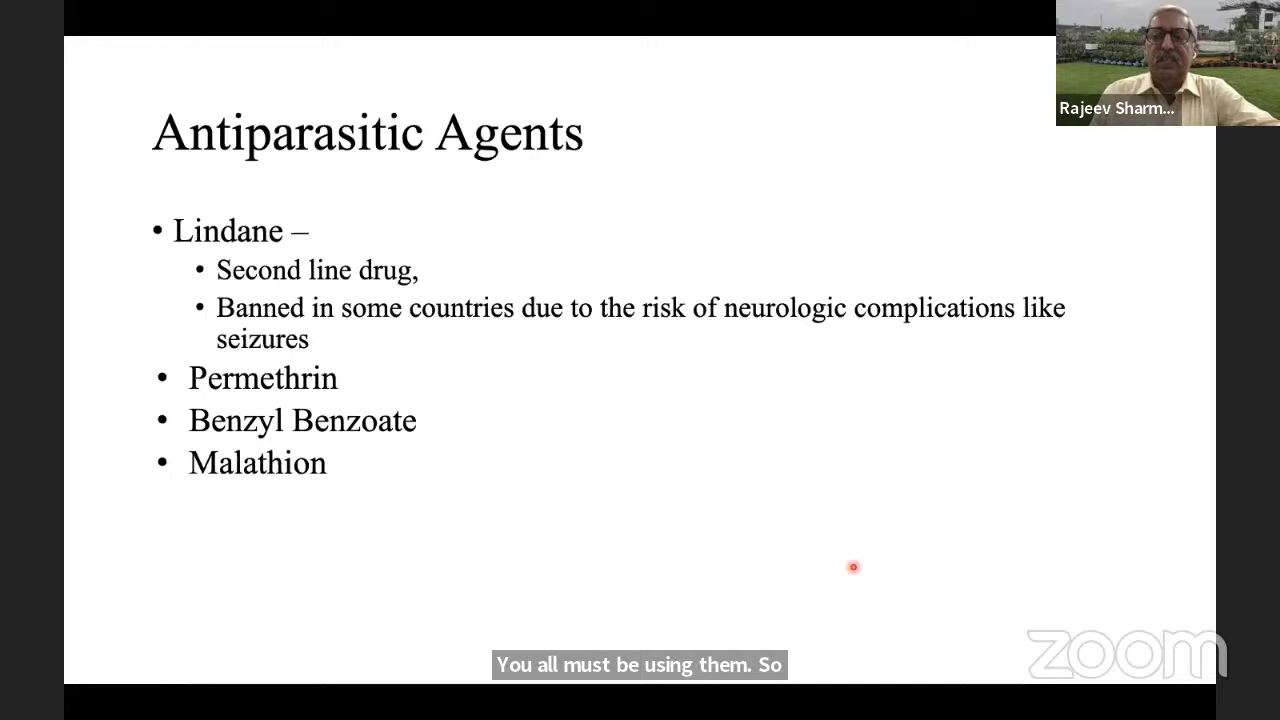 Rajeev Sharm...
Antiparasitic Agents
• Lindane –
• Second line drug,
• Banned in some countries due to the risk of neurologic complications like
seizures
• Permethrin
• Benzyl Benzoate
• Malathion
You all must be using them. So
zoom